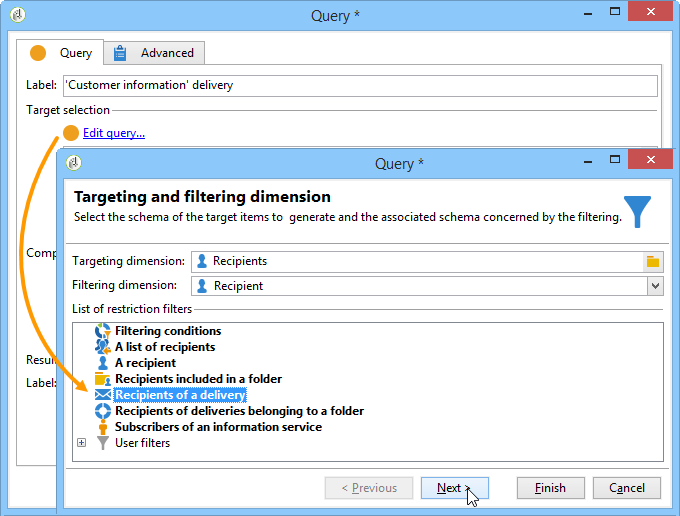 Query *
Query
Advanced
Label: 'Customer information' delivery
Target selection
Edit query...
Query *
Targeting and filtering dimension
Select the schema of the target items to generate and the associated schema concerned by the filtering.
Comp
Targeting dimension: Recipients
Filtering dimension: Recipient
List of restriction filters
Filtering conditions
A list of recipients
Resu
A recipient
Label:
Recipients included in a folder
Recipients of a delivery
Recipients of deliveries belonging to a folder
Subscribers of an information service
User filters
< Previous
Next >
Finish
Cancel